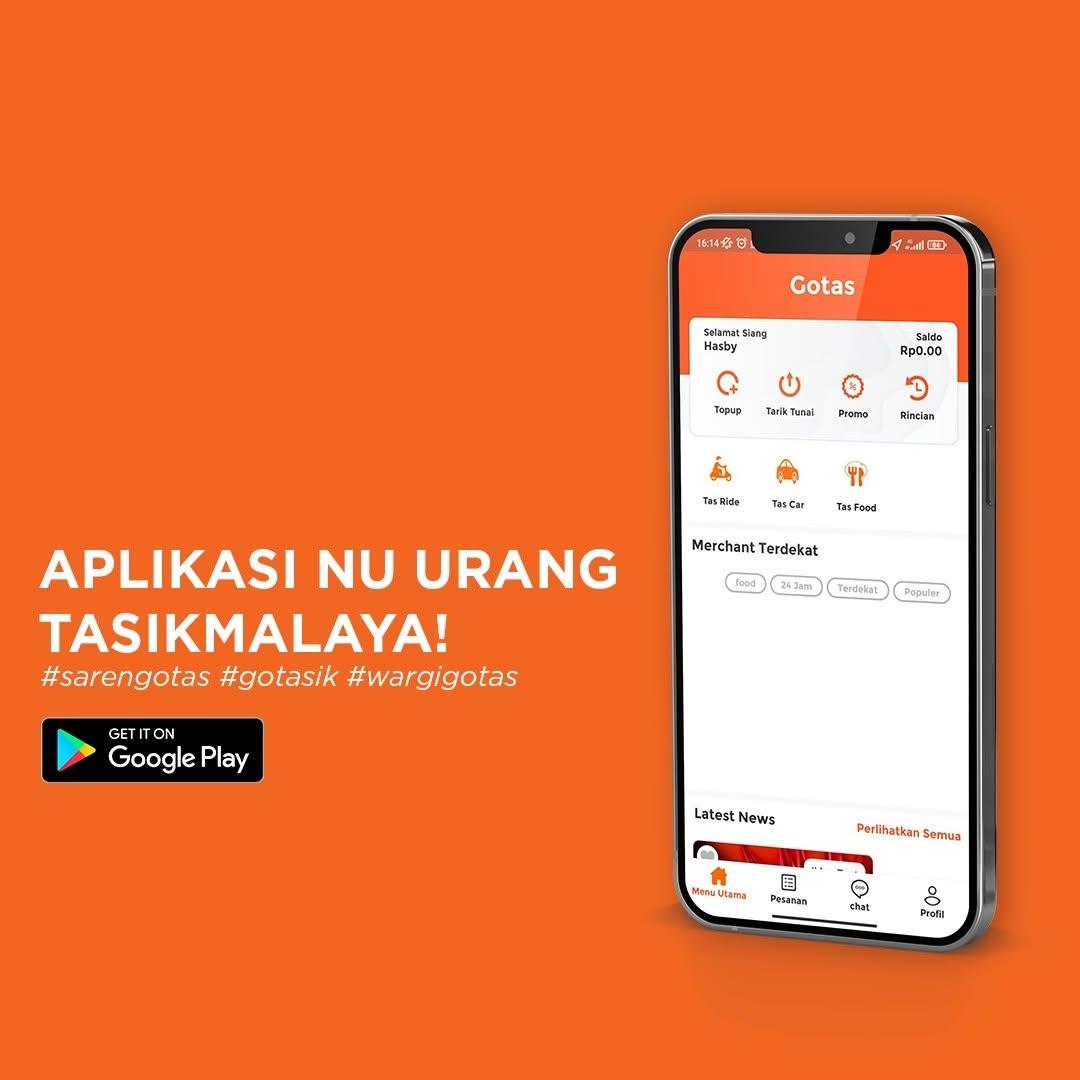 APLIKASI NU URANG
TASIKMALAYA!
#sarengotas #gotasik #wargigotas
GET IT ON
Google Play
16:14
84
Gotas
Selamat Siang
Hasby
Saldo
Rp0.00
Topup
Tarik Tunai
Promo
Rincian
Tas Ride
Tas Car
Tas Food
Merchant Terdekat
food
24 Jam
Terdekat
Populer
Latest News
Perlihatkan Semua
Menu Utama
Pesanan
chat
Profil